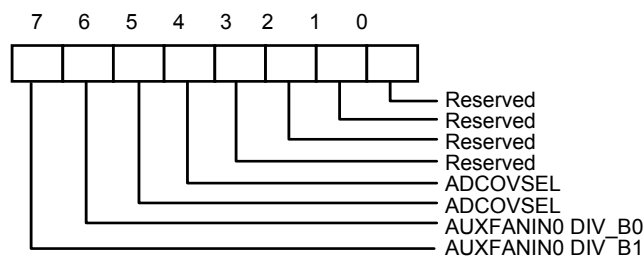 7 6 5 4 3 2 1 0
Reserved
Reserved
Reserved
Reserved
ADCOVSEL
ADCOVSEL
AUXFANIN0 DIV_B0
AUXFANIN0 DIV_B1